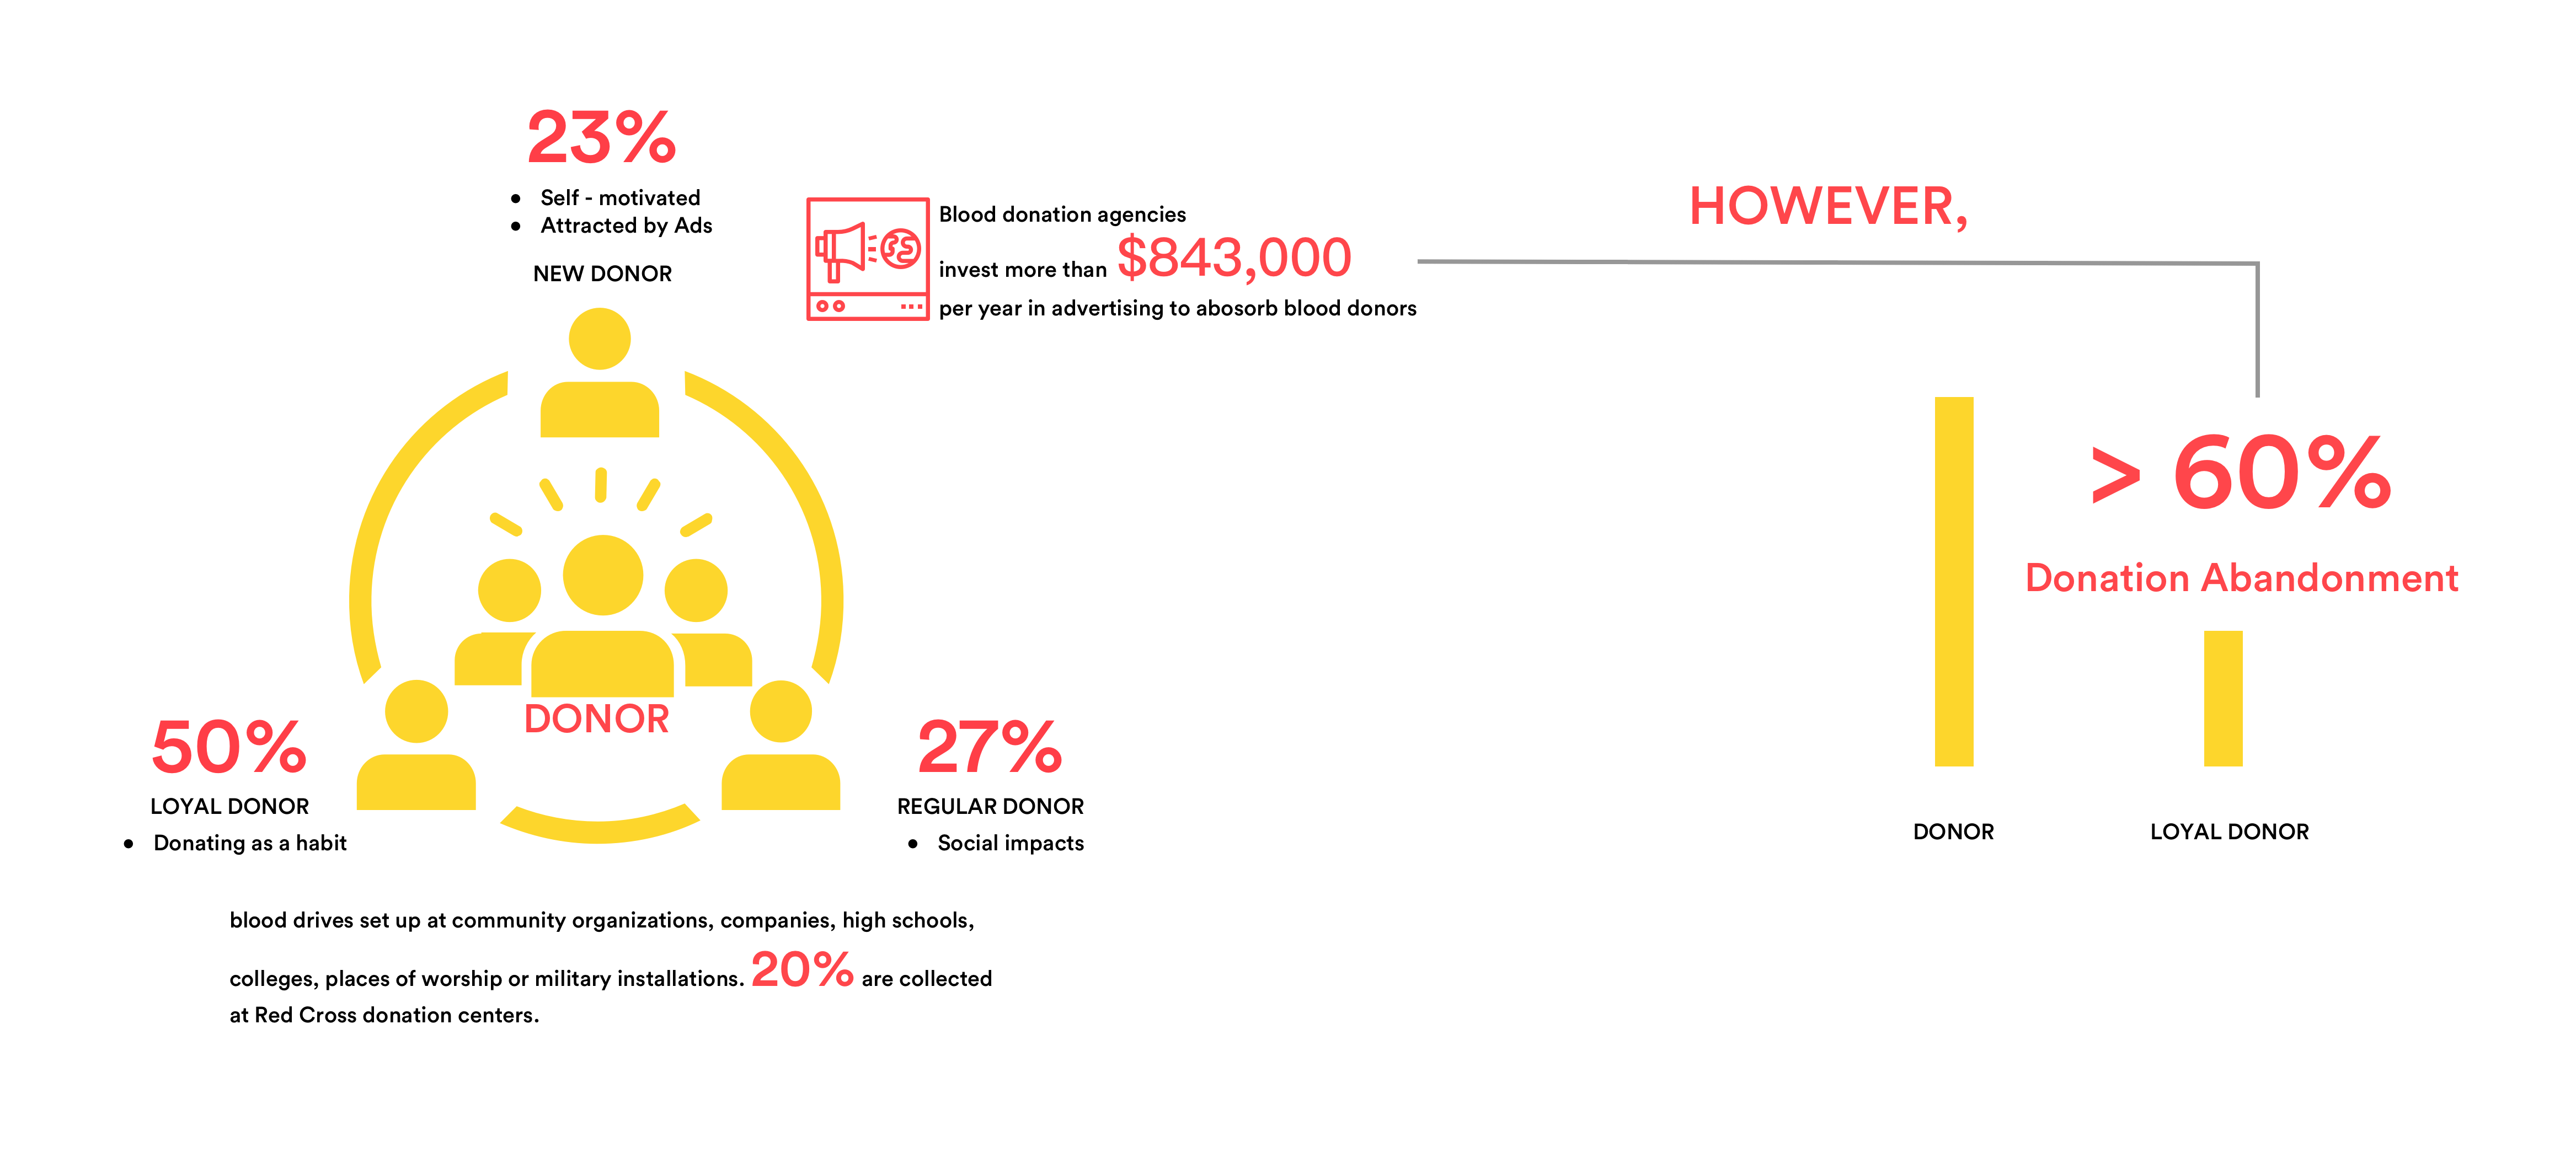 23%
● Self - motivated
● Attracted by Ads
NEW DONOR
Blood donation agencies
invest more than $843,000
per year in advertising to abosorb blood donors
HOWEVER,
> 60%
Donation Abandonment
DONOR
50%
LOYAL DONOR
● Donating as a habit
27%
REGULAR DONOR
● Social impacts
DONOR
LOYAL DONOR
blood drives set up at community organizations, companies, high schools,
colleges, places of worship or military installations. 20% are collected
at Red Cross donation centers.